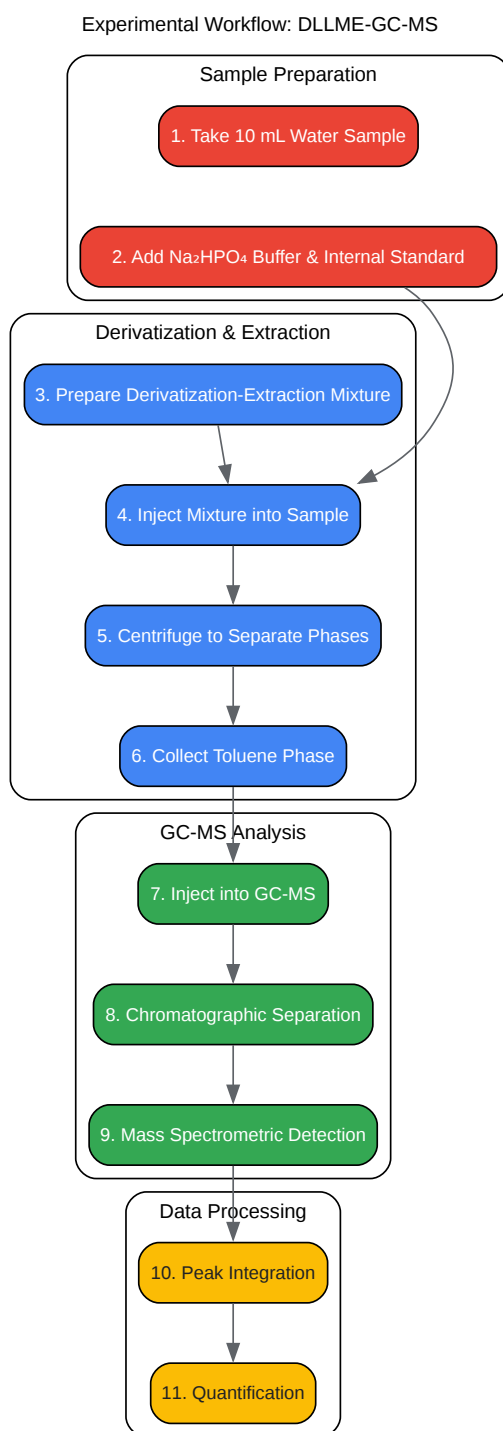 Experimental Workflow: DLLME-GC-MS
Sample Preparation
1. Take 10 mL Water Sample
2. Add Na₂HPO₄ Buffer & Internal Standard
Derivatization & Extraction
3. Prepare Derivatization-Extraction Mixture
4. Inject Mixture into Sample
5. Centrifuge to Separate Phases
6. Collect Toluene Phase
GC-MS Analysis
7. Inject into GC-MS
8. Chromatographic Separation
9. Mass Spectrometric Detection
Data Processing
10. Peak Integration
11. Quantification